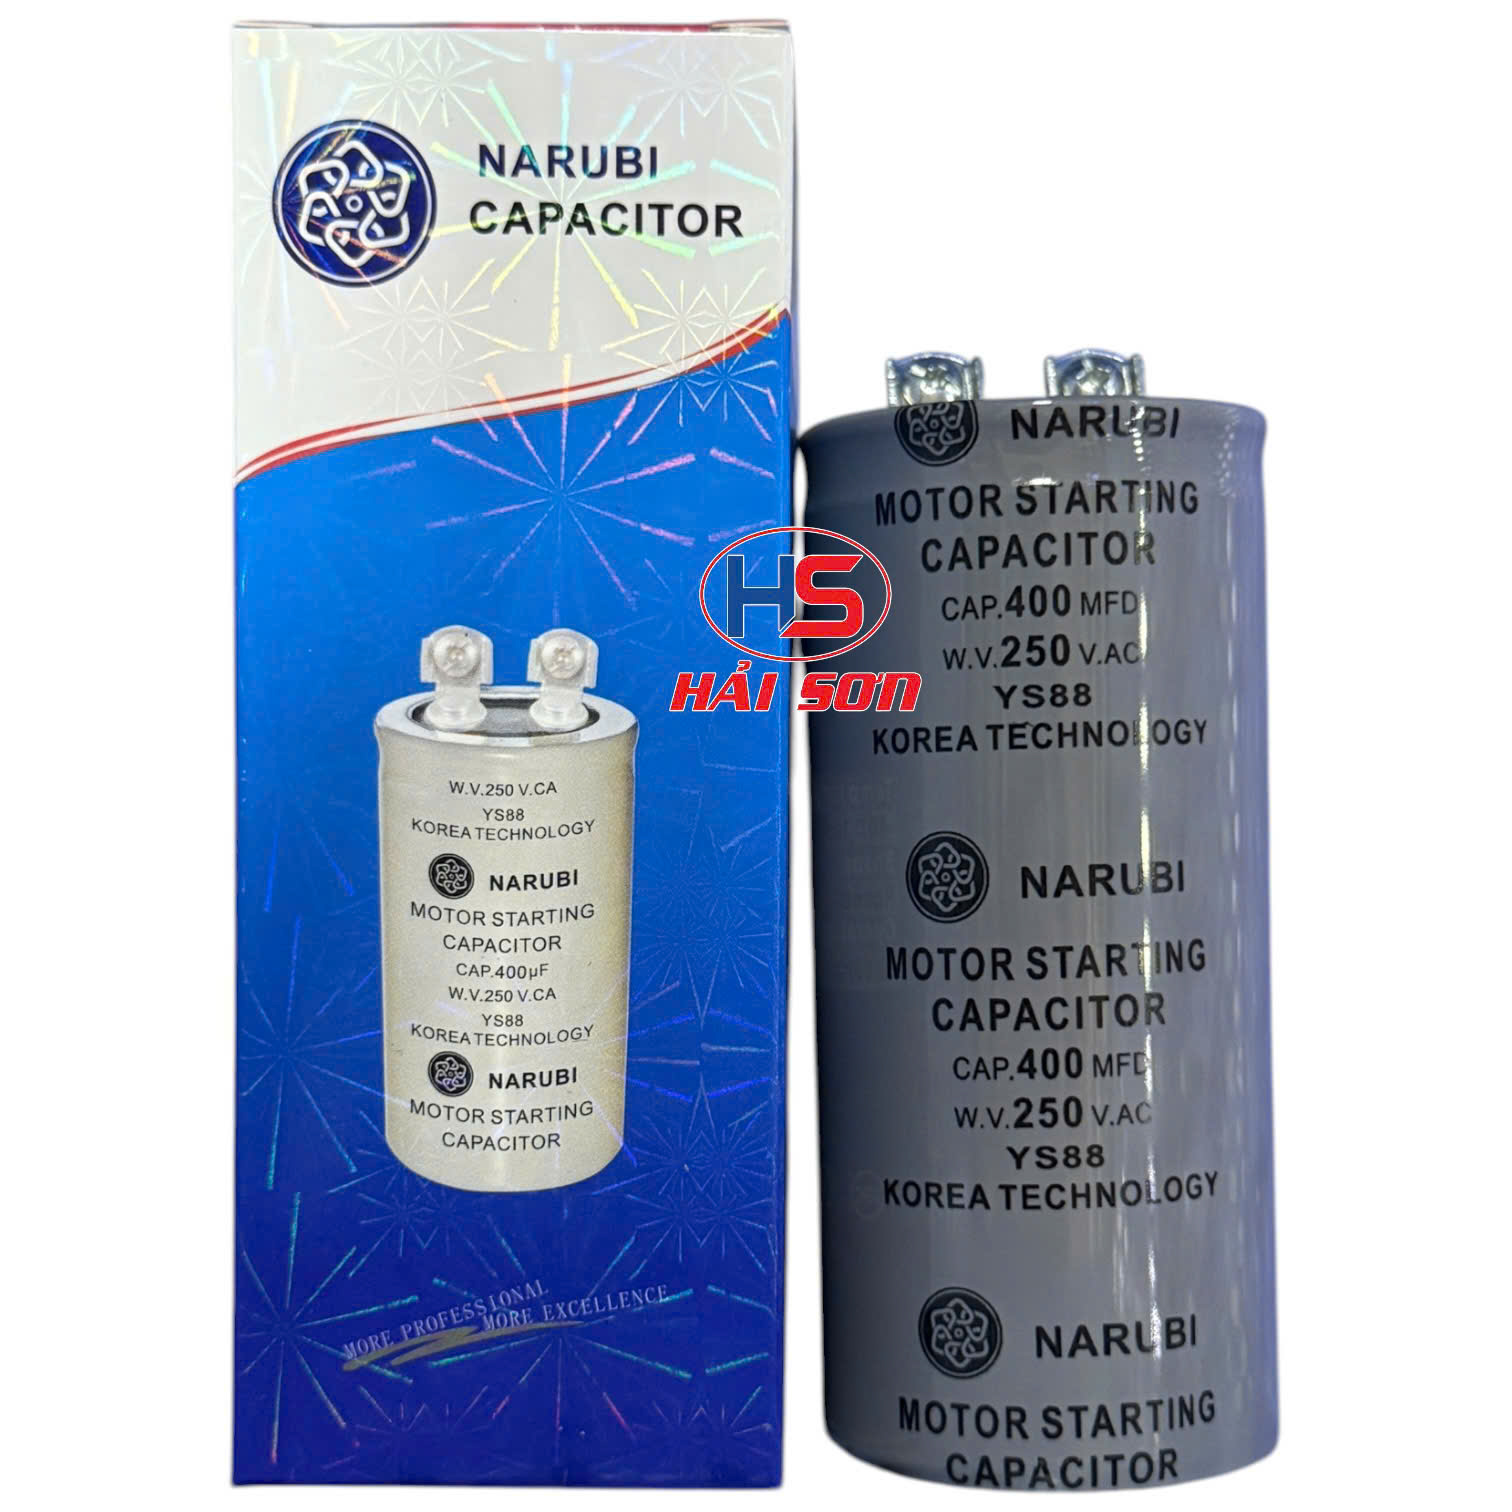 NARUBI
CAPACITOR
W.V.250 V.CA
YS88
KOREA TECHNOLOGY
NARUBI
MOTOR STARTING
CAPACITOR
CAP.400µF
W.V.250 V.CA
YS88
KOREA TECHNOLOGY
NARUBI
MOTOR STARTING
CAPACITOR
MORE PROFESSIONAL
MORE EXCELLENCE
HS
HẢI SƠN
NARUBI
MOTOR STARTING
CAPACITOR
CAP.400 MFD
W.V.250 V.AC
YS88
KOREA TECHNOLOGY
NARUBI
MOTOR STARTING
CAPACITOR
CAP.400 MFD
W.V.250 V.AC
YS88
KOREA TECHNOLOGY
NARUBI
MOTOR STARTING
CAPACITOR